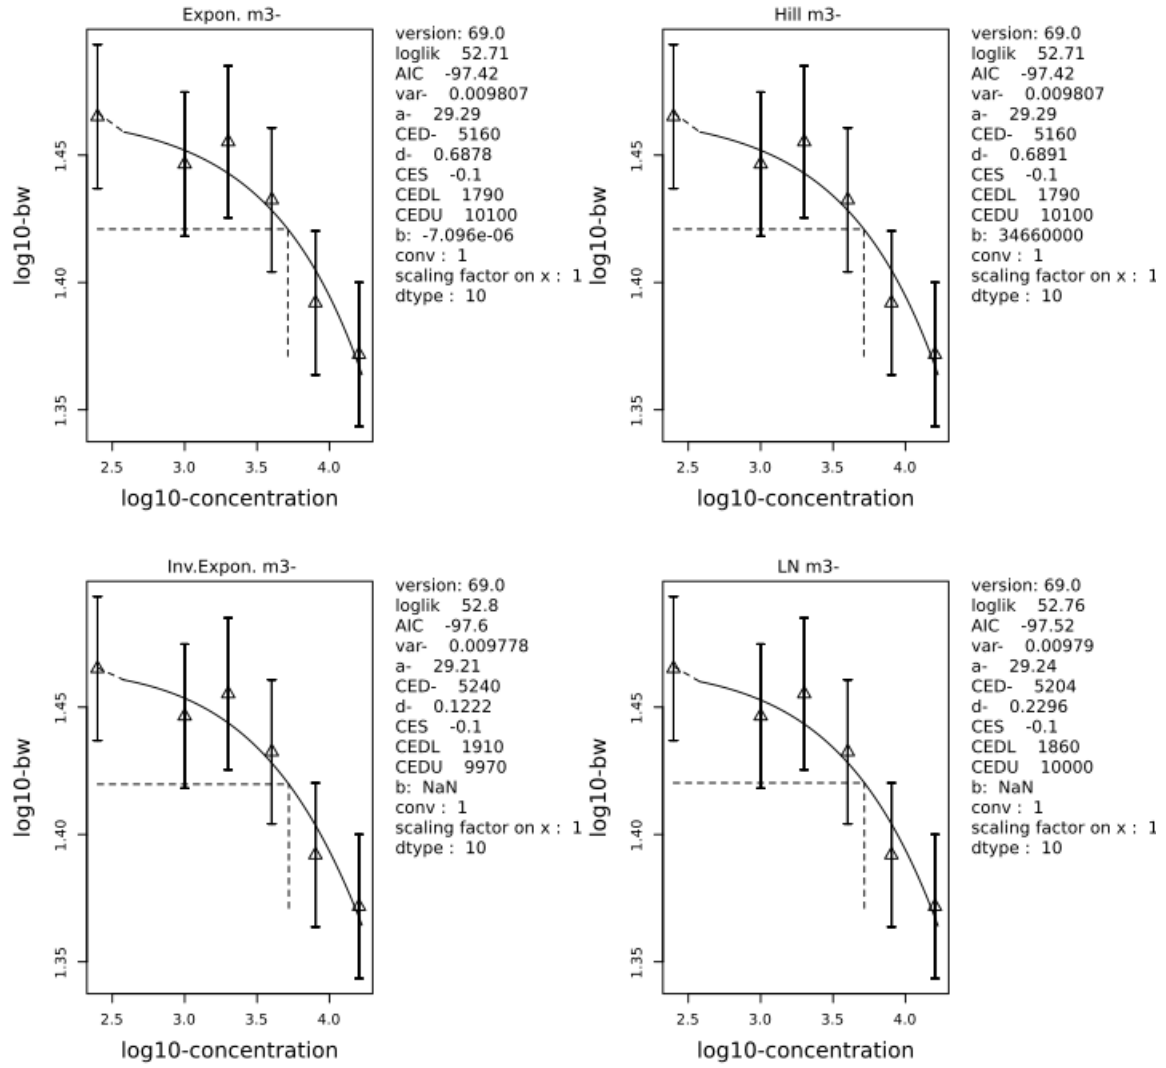 Expon. m3-
version: 69.0
loglik 52.71
AIC -97.42
var- 0.009807
a- 29.29
CED- 5160
d- 0.6878
CES -0.1
CEDL 1790
CEDU 10100
b: -7.096e-06
conv : 1
scaling factor on x : 1
dtype : 10
log10-bw
1.45
1.40
1.35
2.5 3.0 3.5 4.0
log10-concentration
Hill m3-
version: 69.0
loglik 52.71
AIC -97.42
var- 0.009807
a- 29.29
CED- 5160
d- 0.6891
CES -0.1
CEDL 1790
CEDU 10100
b: 34660000
conv : 1
scaling factor on x : 1
dtype : 10
log10-bw
1.45
1.40
1.35
2.5 3.0 3.5 4.0
log10-concentration
Inv.Expon. m3-
version: 69.0
loglik 52.8
AIC -97.6
var- 0.009778
a- 29.21
CED- 5240
d- 0.1222
CES -0.1
CEDL 1910
CEDU 9970
b: NaN
conv : 1
scaling factor on x : 1
dtype : 10
log10-bw
1.45
1.40
1.35
2.5 3.0 3.5 4.0
log10-concentration
LN m3-
version: 69.0
loglik 52.76
AIC -97.52
var- 0.00979
a- 29.24
CED- 5204
d- 0.2296
CES -0.1
CEDL 1860
CEDU 10000
b: NaN
conv : 1
scaling factor on x : 1
dtype : 10
log10-bw
1.45
1.40
1.35
2.5 3.0 3.5 4.0
log10-concentration